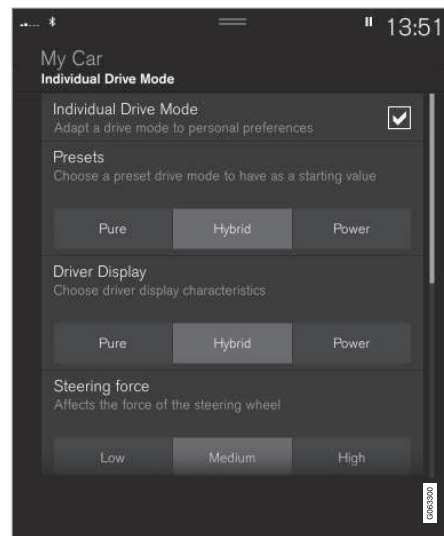 13:51
My Car
Individual Drive Mode
Individual Drive Mode
Adapt a drive mode to personal preferences
Presets
Choose a preset drive mode to have as a starting value
Pure Hybrid Power
Driver Display
Choose driver display characteristics
Pure Hybrid Power
Steering force
Affects the force of the steering wheel
Low Medium High
G063300